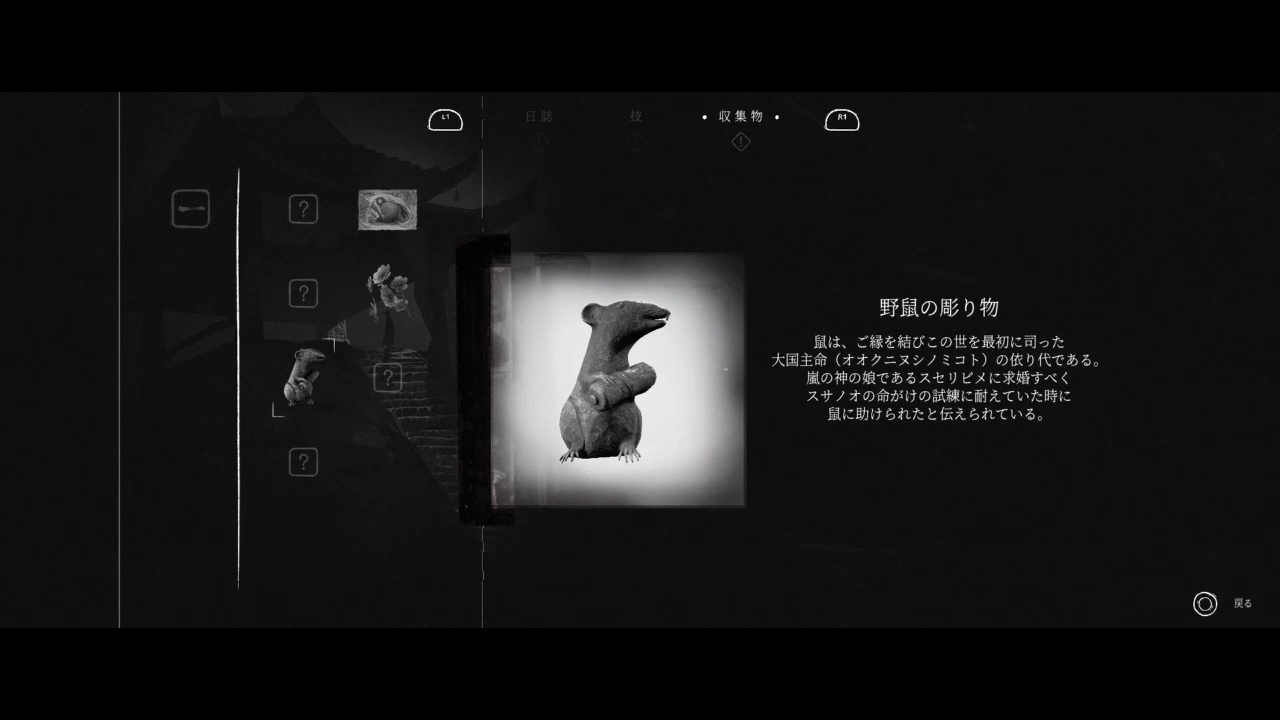 L1
日誌
技
• 収集物 •
R1
?
?
?
?
野鼠の彫り物
鼠は、ご縁を結びこの世を最初に司った
大国主命（オオクニヌシノミコト）の依り代である。
嵐の神の娘であるスセリビメに求婚すべく
スサノオの命がけの試練に耐えていた時に
鼠に助けられたと伝えられている。
戻る